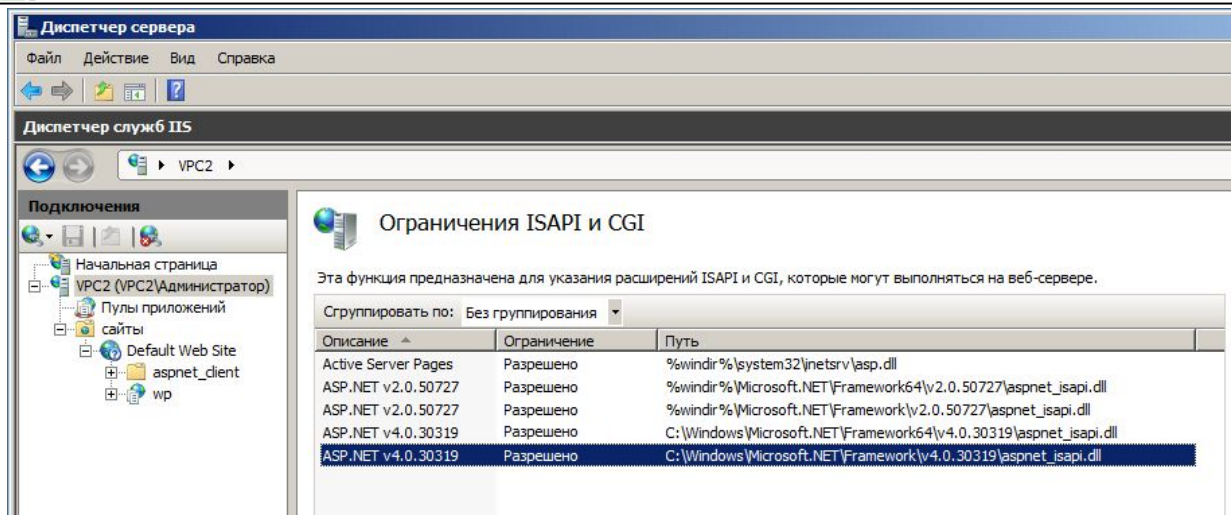 Диспетчер сервера
Файл Действие Вид Справка
Диспетчер служб IIS
VPC2
Подключения
Начальная страница
VPC2 (VPC2\Администратор)
Пулы приложений
сайты
Default Web Site
aspnet_client
wp
Ограничения ISAPI и CGI
Эта функция предназначена для указания расширений ISAPI и CGI, которые могут выполняться на веб-сервере.
Сгруппировать по: Без группирования
Описание Ограничение Путь
Active Server Pages Разрешено %windir%\system32\inetsrv\asp.dll
ASP.NET v2.0.50727 Разрешено %windir%\Microsoft.NET\Framework64\v2.0.50727\aspnet_isapi.dll
ASP.NET v2.0.50727 Разрешено %windir%\Microsoft.NET\Framework\v2.0.50727\aspnet_isapi.dll
ASP.NET v4.0.30319 Разрешено C:\Windows\Microsoft.NET\Framework64\v4.0.30319\aspnet_isapi.dll
ASP.NET v4.0.30319 Разрешено C:\Windows\Microsoft.NET\Framework\v4.0.30319\aspnet_isapi.dll